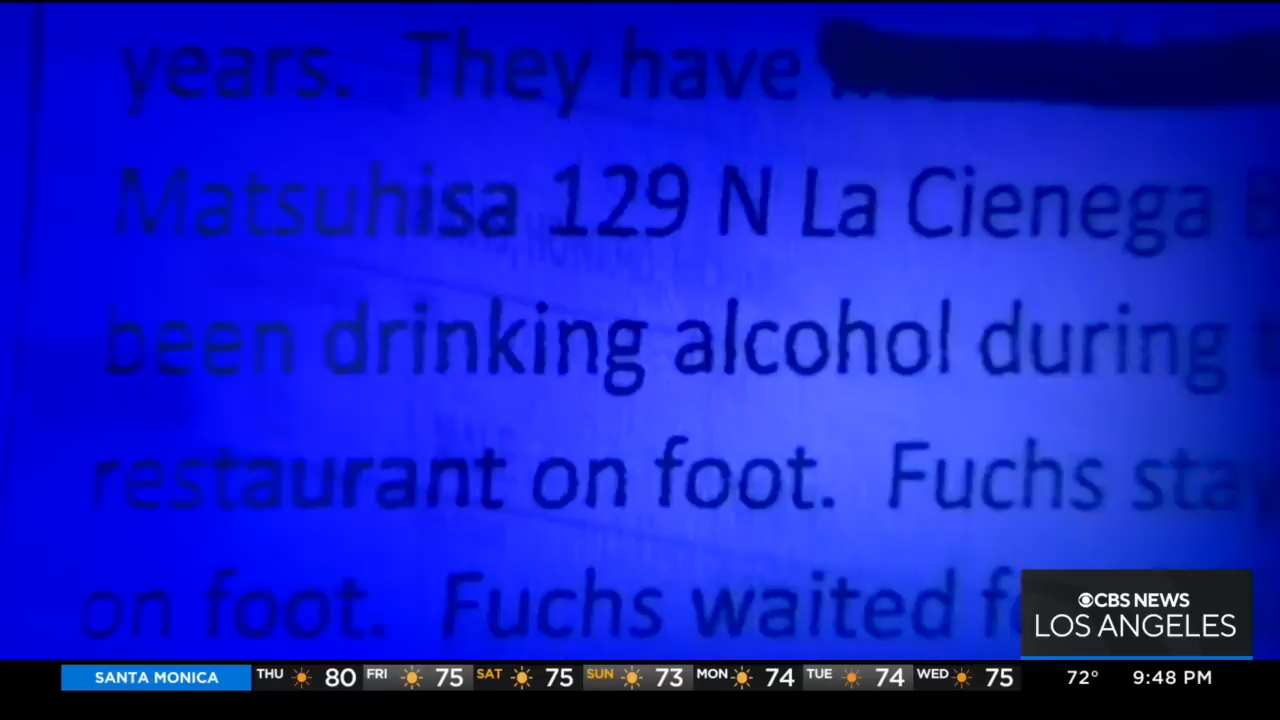 years. They have
Matsuhisa 129 N La Cienega
been drinking alcohol during
restaurant on foot. Fuchs
on foot. Fuchs waited
CBS NEWS
LOS ANGELES
SANTA MONICA THU 80 FRI 75 SAT 75 SUN 73 MON 74 TUE 74 WED 75 72° 9:48 PM